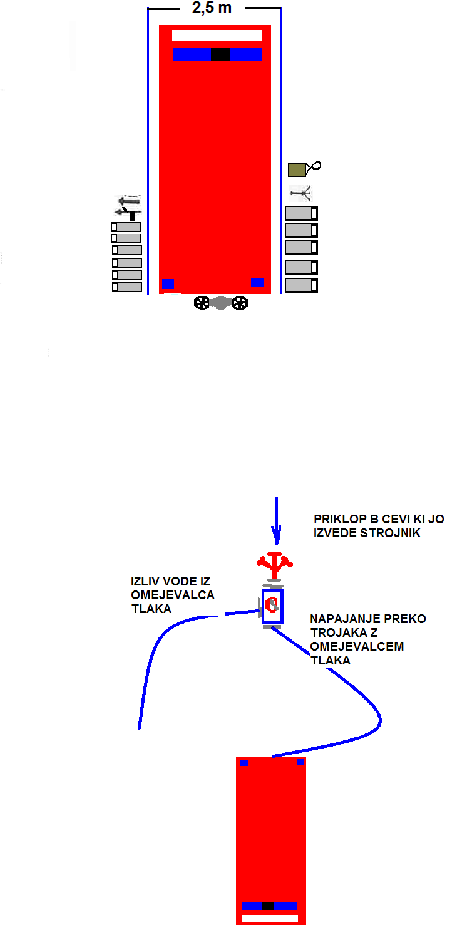 2,5 m
PRIKLOP B CEVI KI JO
IZVEDE STROJNIK
IZLIV VODE IZ
OMEJEVALCA
TLAKA
NAPAJANJE PREKO
TROJAKA Z
OMEJEVALCEM
TLAKA